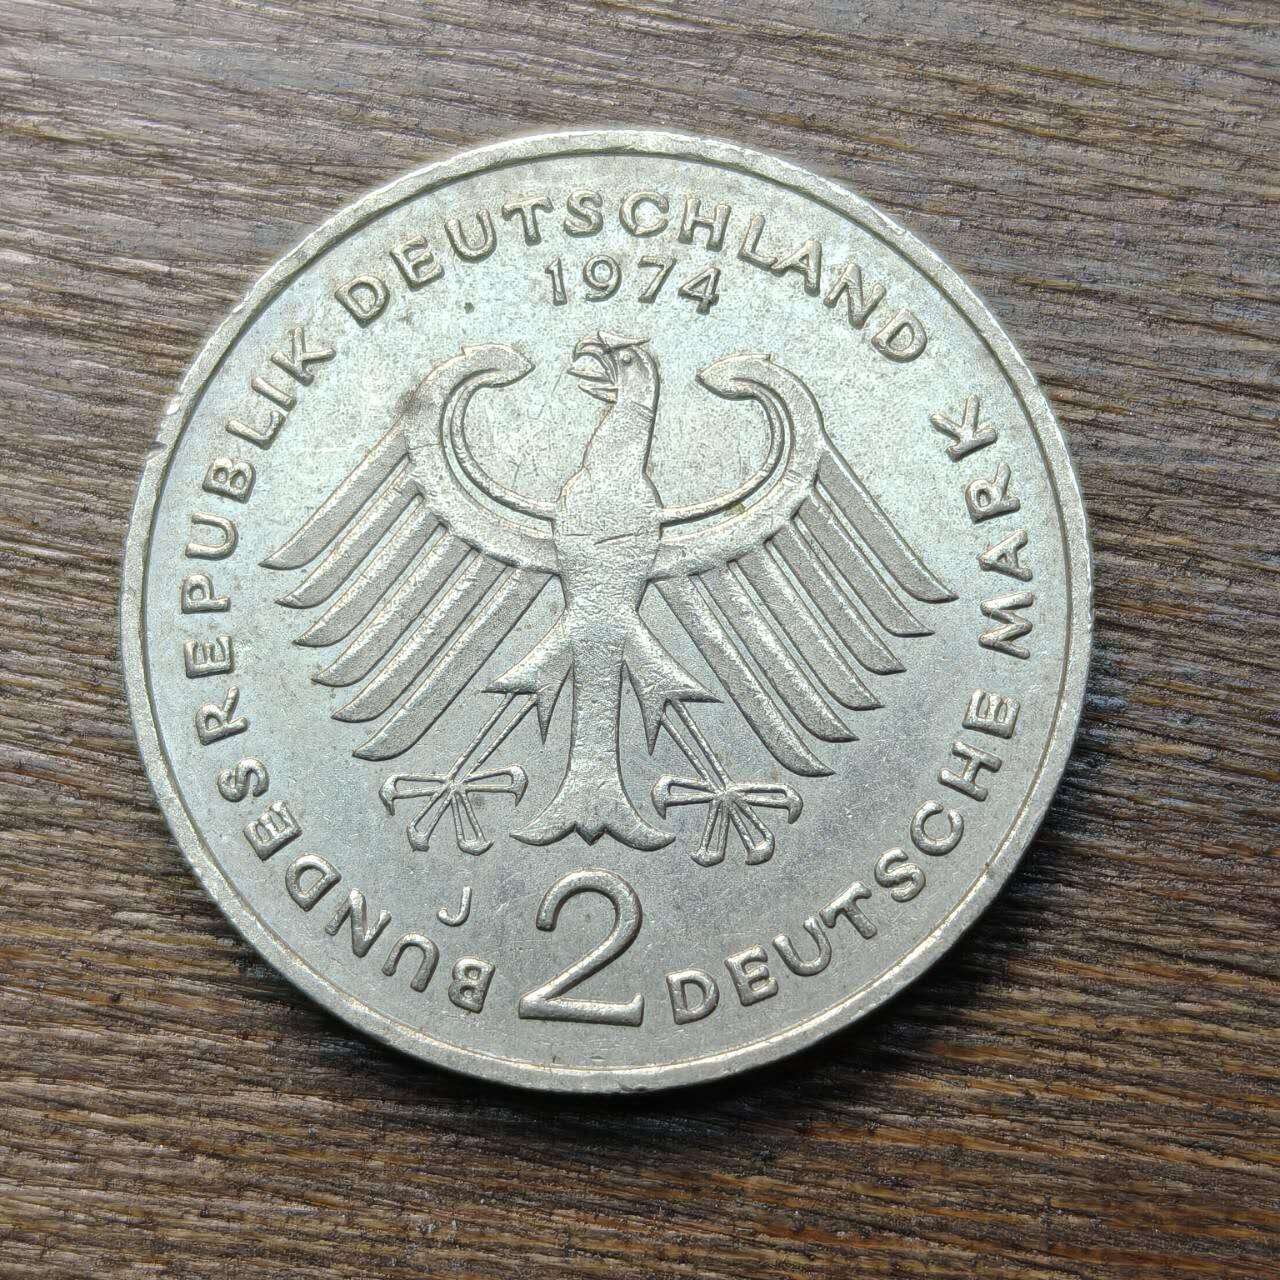 BUNDESREPUBLIK DEUTSCHLAND
1974
J
2
DEUTSCHE MARK